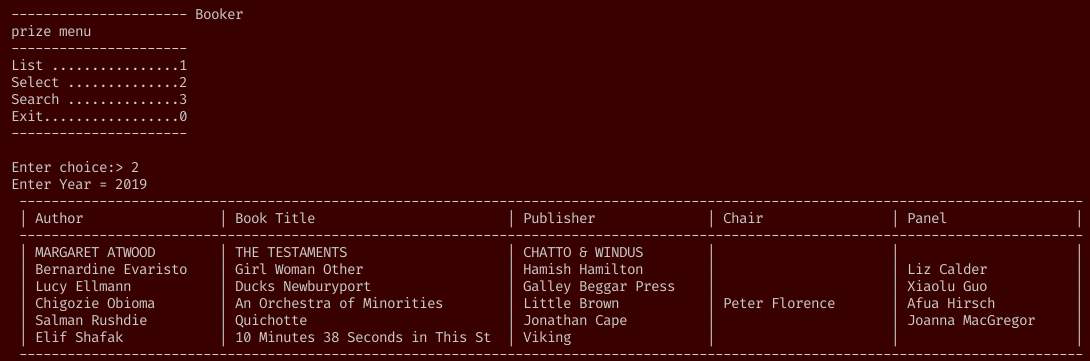 ---------------------- Booker
prize menu
----------------------
List ................1
Select ..............2
Search ..............3
Exit.................0
----------------------
Enter choice:> 2
Enter Year = 2019
| Author | Book Title | Publisher | Chair | Panel |
| MARGARET ATWOOD | THE TESTAMENTS | CHATTO & WINDUS | | |
| Bernardine Evaristo | Girl Woman Other | Hamish Hamilton | | Liz Calder |
| Lucy Ellmann | Ducks Newburyport | Galley Beggar Press | | Xiaolu Guo |
| Chigozie Obioma | An Orchestra of Minorities | Little Brown | Peter Florence | Afua Hirsch |
| Salman Rushdie | Quichotte | Jonathan Cape | | Joanna MacGregor |
| Elif Shafak | 10 Minutes 38 Seconds in This St | Viking | | |